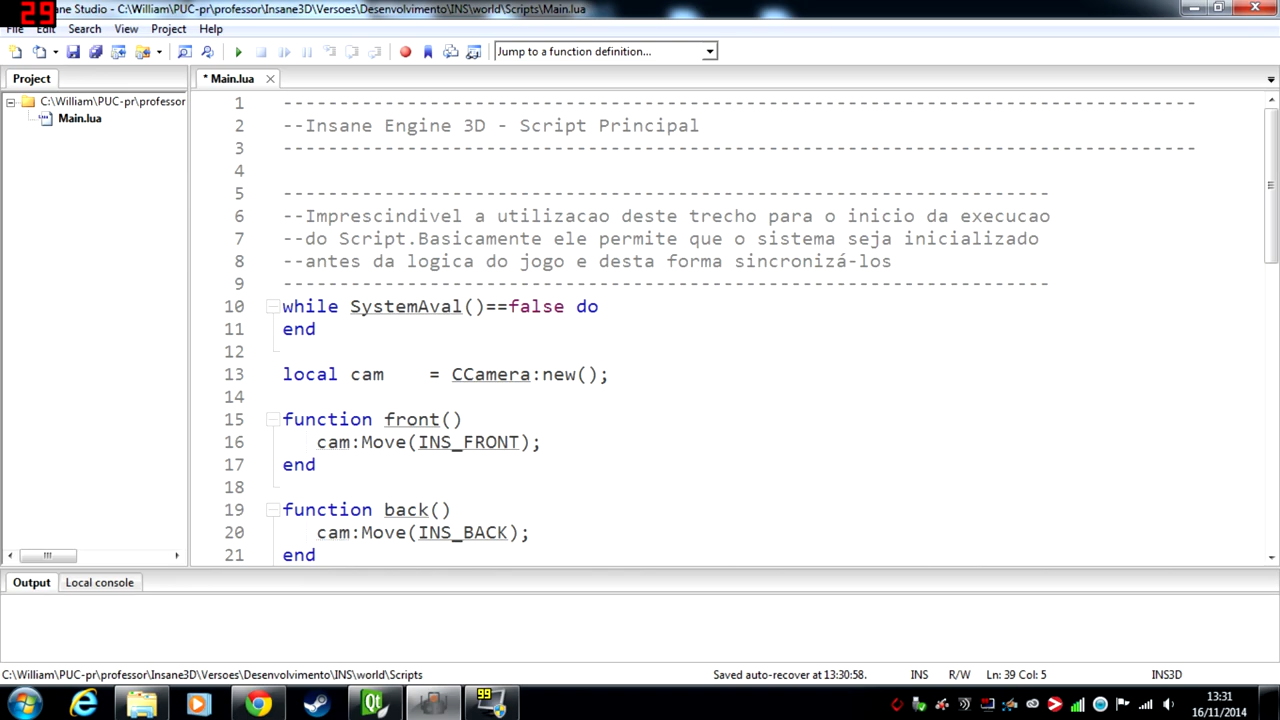 29
ane Studio - C:\William\PUC-pr\professor\Insane3D\Versoes\Desenvolvimento\INS\world\Scripts\Main.lua
File Edit Search View Project Help
Jump to a function definition...
Project
* Main.lua
C:\William\PUC-pr\professor
Main.lua
1 ---------------------------------------------------------------------------------
2 --Insane Engine 3D - Script Principal
3 ---------------------------------------------------------------------------------
4
5 --------------------------------------------------------------------
6 --Imprescindivel a utilizacao deste trecho para o inicio da execucao
7 --do Script.Basicamente ele permite que o sistema seja inicializado
8 --antes da logica do jogo e desta forma sincronizá-los
9 --------------------------------------------------------------------
10 while SystemAval()==false do
11 end
12
13 local cam    = CCamera:new();
14
15 function front()
16    cam:Move(INS_FRONT);
17 end
18
19 function back()
20    cam:Move(INS_BACK);
21 end
Output
Local console
C:\William\PUC-pr\professor\Insane3D\Versoes\Desenvolvimento\INS\world\Scripts
Saved auto-recover at 13:30:58.
INS
R/W
Ln: 39 Col: 5
INS3D
99
13:31
16/11/2014